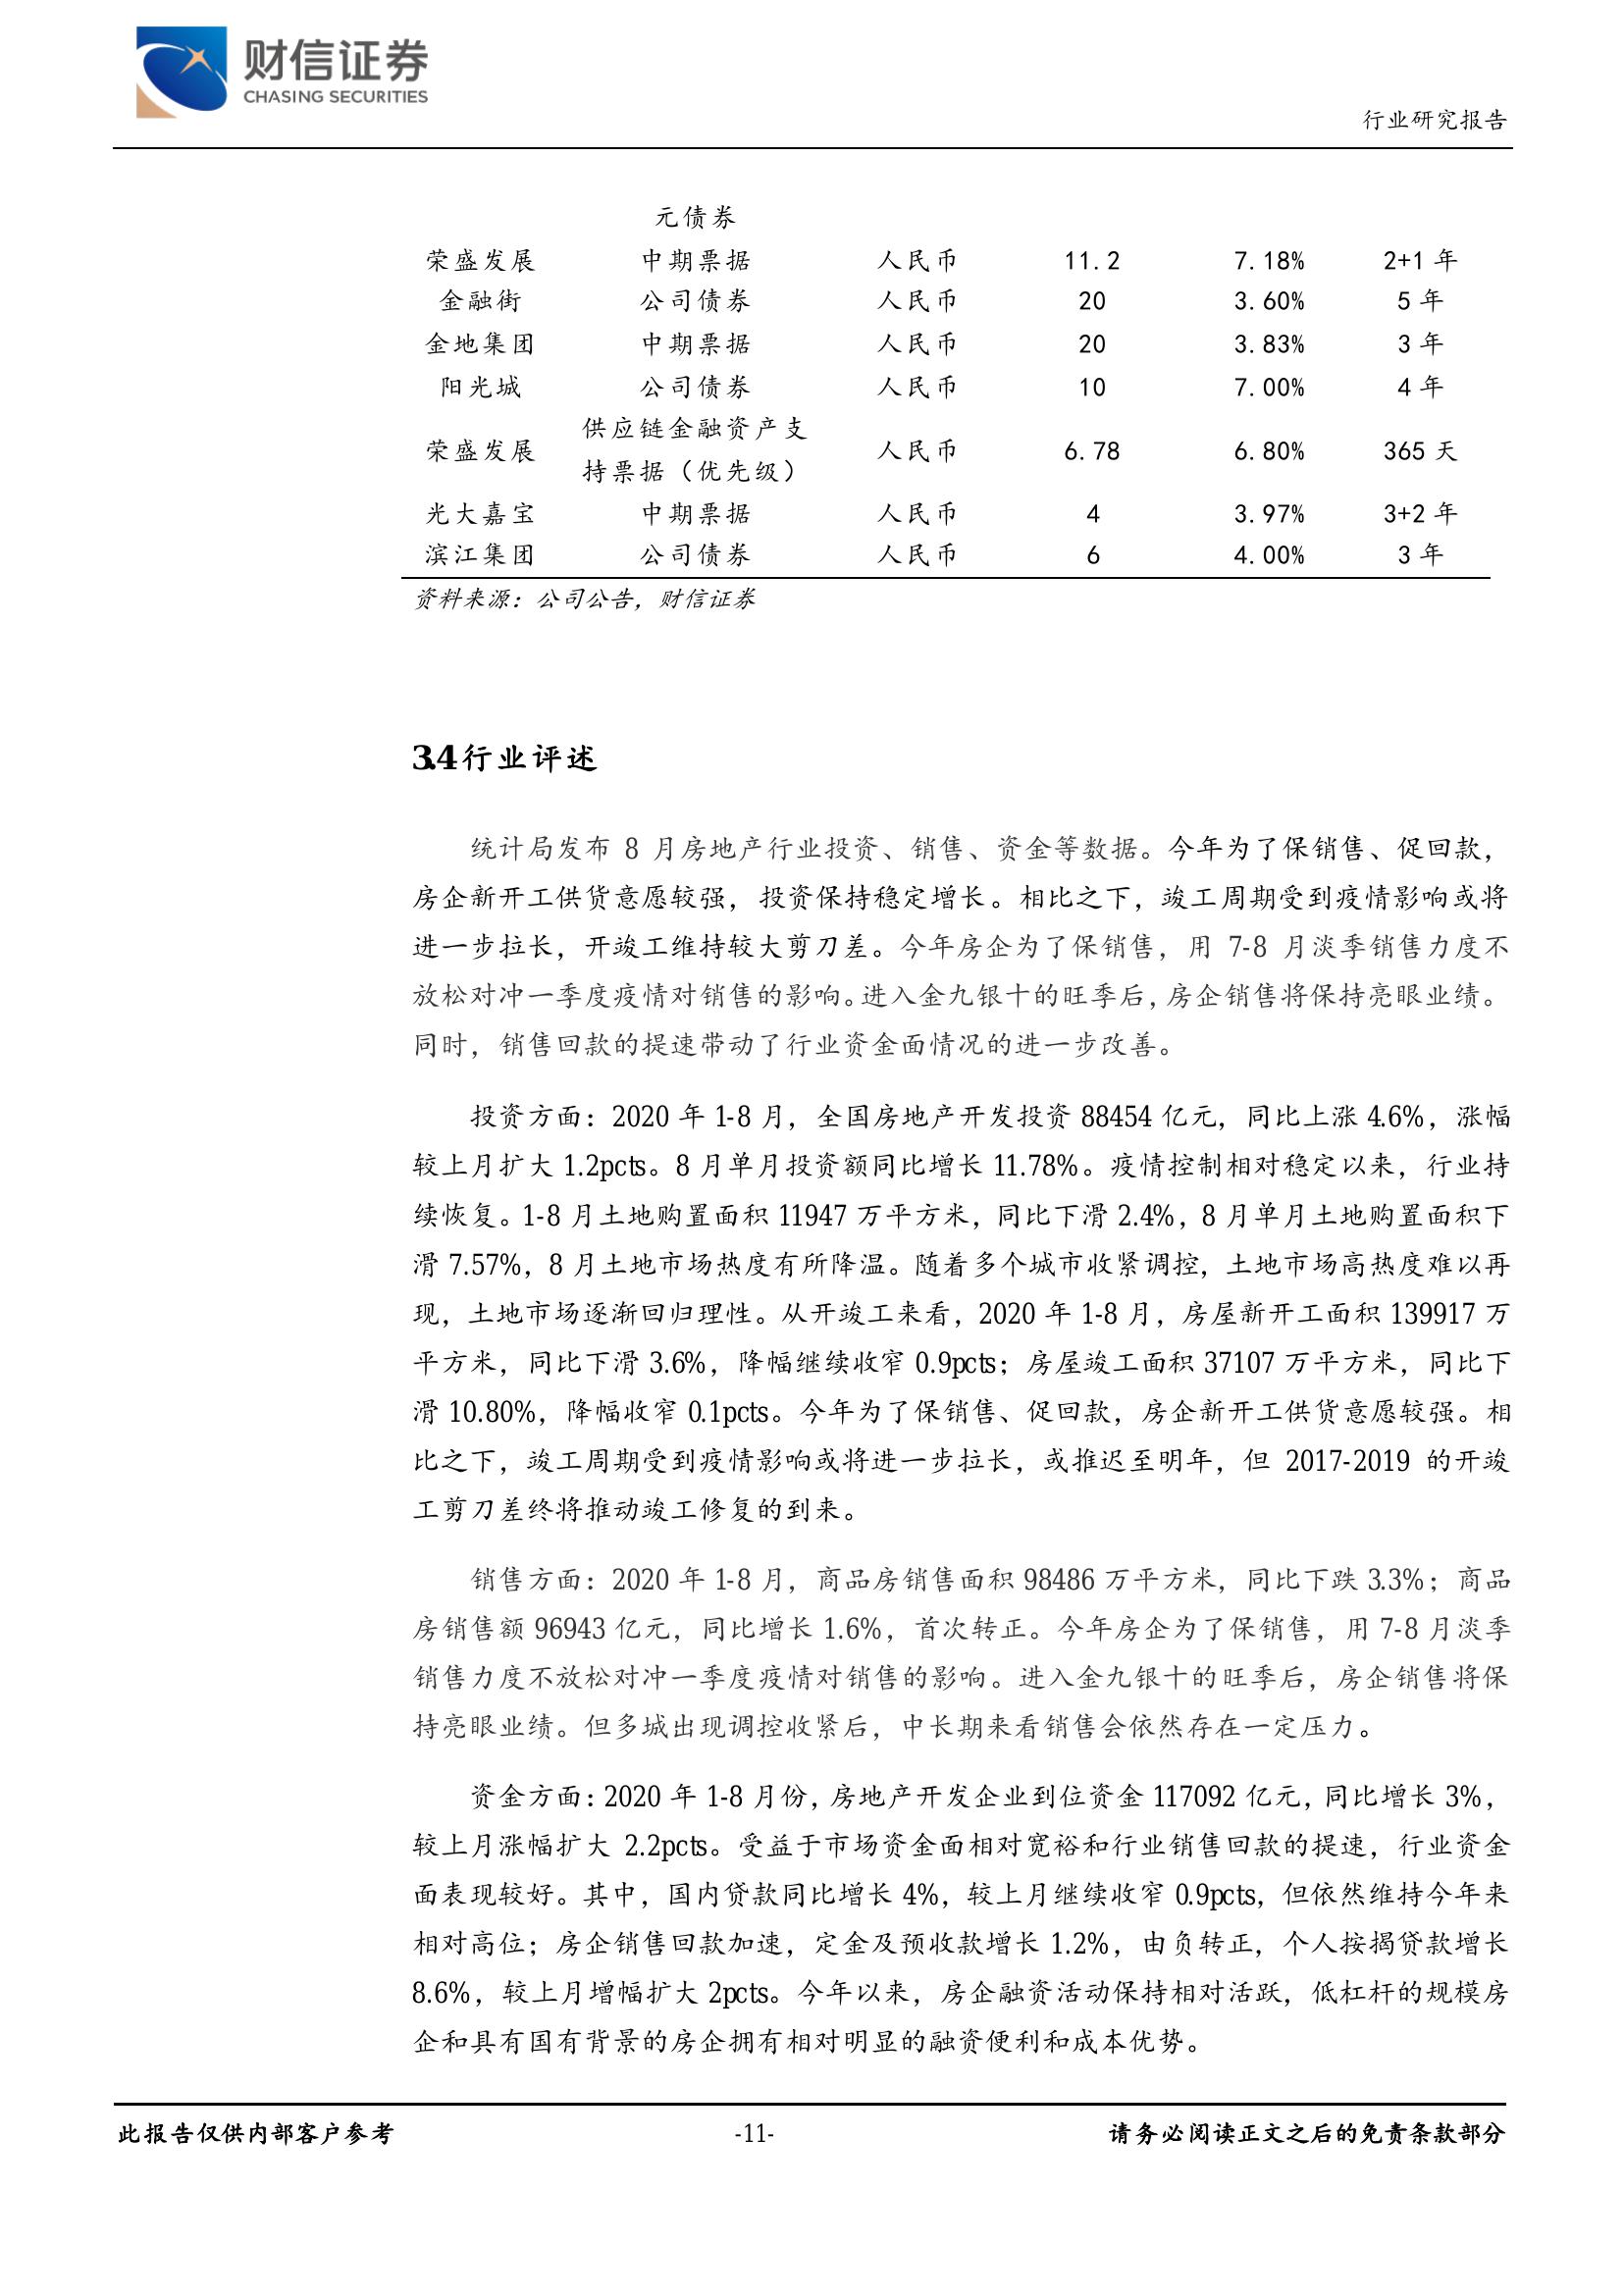 财信证券
CHASING SECURITIES
行业研究报告
元债券
荣盛发展 中期票据 人民币 11.2 7.18% 2+1 年
金融街 公司债券 人民币 20 3.60% 5 年
金地集团 中期票据 人民币 20 3.83% 3 年
阳光城 公司债券 人民币 10 7.00% 4 年
荣盛发展 供应链金融资产支 人民币 6.78 6.80% 365 天
持票据（优先级）
光大嘉宝 中期票据 人民币 4 3.97% 3+2 年
滨江集团 公司债券 人民币 6 4.00% 3 年
资料来源：公司公告，财信证券
3.4 行业评述
统计局发布 8 月房地产行业投资、销售、资金等数据。今年为了保销售、促回款，
房企新开工供货意愿较强，投资保持稳定增长。相比之下，竣工周期受到疫情影响或将
进一步拉长，开竣工维持较大剪刀差。今年房企为了保销售，用 7-8 月淡季销售力度不
放松对冲一季度疫情对销售的影响。进入金九银十的旺季后，房企销售将保持亮眼业绩。
同时，销售回款的提速带动了行业资金面情况的进一步改善。
投资方面：2020 年 1-8 月，全国房地产开发投资 88454 亿元，同比上涨 4.6%，涨幅
较上月扩大 1.2pcts。8 月单月投资额同比增长 11.78%。疫情控制相对稳定以来，行业持
续恢复。1-8 月土地购置面积 11947 万平方米，同比下滑 2.4%，8 月单月土地购置面积下
滑 7.57%，8 月土地市场热度有所降温。随着多个城市收紧调控，土地市场高热度难以再
现，土地市场逐渐回归理性。从开竣工来看，2020 年 1-8 月，房屋新开工面积 139917 万
平方米，同比下滑 3.6%，降幅继续收窄 0.9pcts；房屋竣工面积 37107 万平方米，同比下
滑 10.80%，降幅收窄 0.1pcts。今年为了保销售、促回款，房企新开工供货意愿较强。相
比之下，竣工周期受到疫情影响或将进一步拉长，或推迟至明年，但 2017-2019 的开竣
工剪刀差终将推动竣工修复的到来。
销售方面：2020 年 1-8 月，商品房销售面积 98486 万平方米，同比下跌 3.3%；商品
房销售额 96943 亿元，同比增长 1.6%，首次转正。今年房企为了保销售，用 7-8 月淡季
销售力度不放松对冲一季度疫情对销售的影响。进入金九银十的旺季后，房企销售将保
持亮眼业绩。但多城出现调控收紧后，中长期来看销售会依然存在一定压力。
资金方面：2020 年 1-8 月份，房地产开发企业到位资金 117092 亿元，同比增长 3%，
较上月涨幅扩大 2.2pcts。受益于市场资金面相对宽裕和行业销售回款的提速，行业资金
面表现较好。其中，国内贷款同比增长 4%，较上月继续收窄 0.9pcts，但依然维持今年来
相对高位；房企销售回款加速，定金及预收款增长 1.2%，由负转正，个人按揭贷款增长
8.6%，较上月增幅扩大 2pcts。今年以来，房企融资活动保持相对活跃，低杠杆的规模房
企和具有国有背景的房企拥有相对明显的融资便利和成本优势。
此报告仅供内部客户参考 -11- 请务必阅读正文之后的免责条款部分